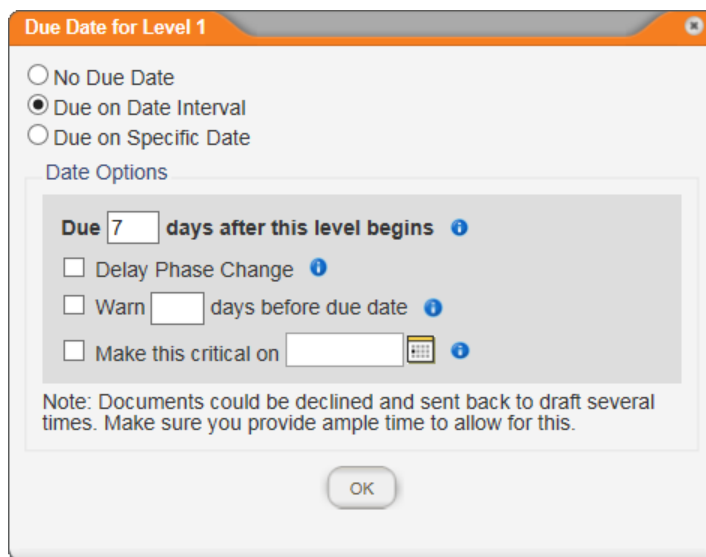 Due Date for Level 1
No Due Date
Due on Date Interval
Due on Specific Date
Date Options
Due 7 days after this level begins
Delay Phase Change
Warn days before due date
Make this critical on
Note: Documents could be declined and sent back to draft several
times. Make sure you provide ample time to allow for this.
OK